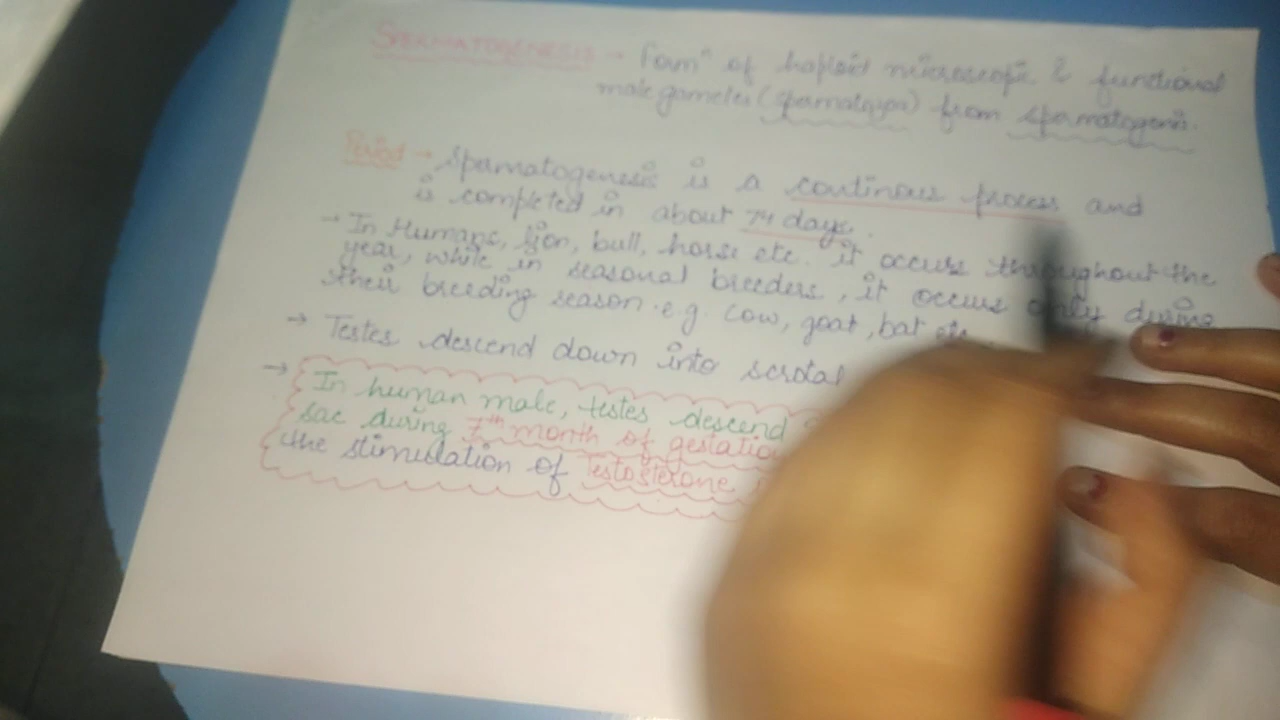 SPERMATOGENESIS → Formⁿ of haploid microscopic & functional
male gametes (spermatozoa) from spermatogonia.
Period → Spermatogenesis is a continous process and
is completed in about 74 days.
→ In Humans, lion, bull, horse etc. it occurs throughout the
year, while in seasonal breeders, it occurs only during
their breeding season. e.g. cow, goat, bat etc.
→ Testes descend down into scrotal
→ In human male, testes descend
sac during 7th month of gestation
the stimulation of Testosterone